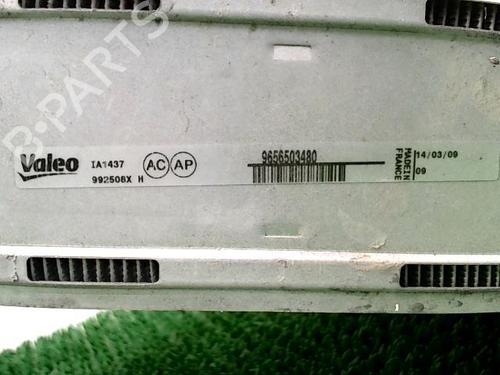 B-PARTS
Valeo
IA1437
992508X H
AC AP
9656503480
MADE IN
FRANCE
14/03/09
09